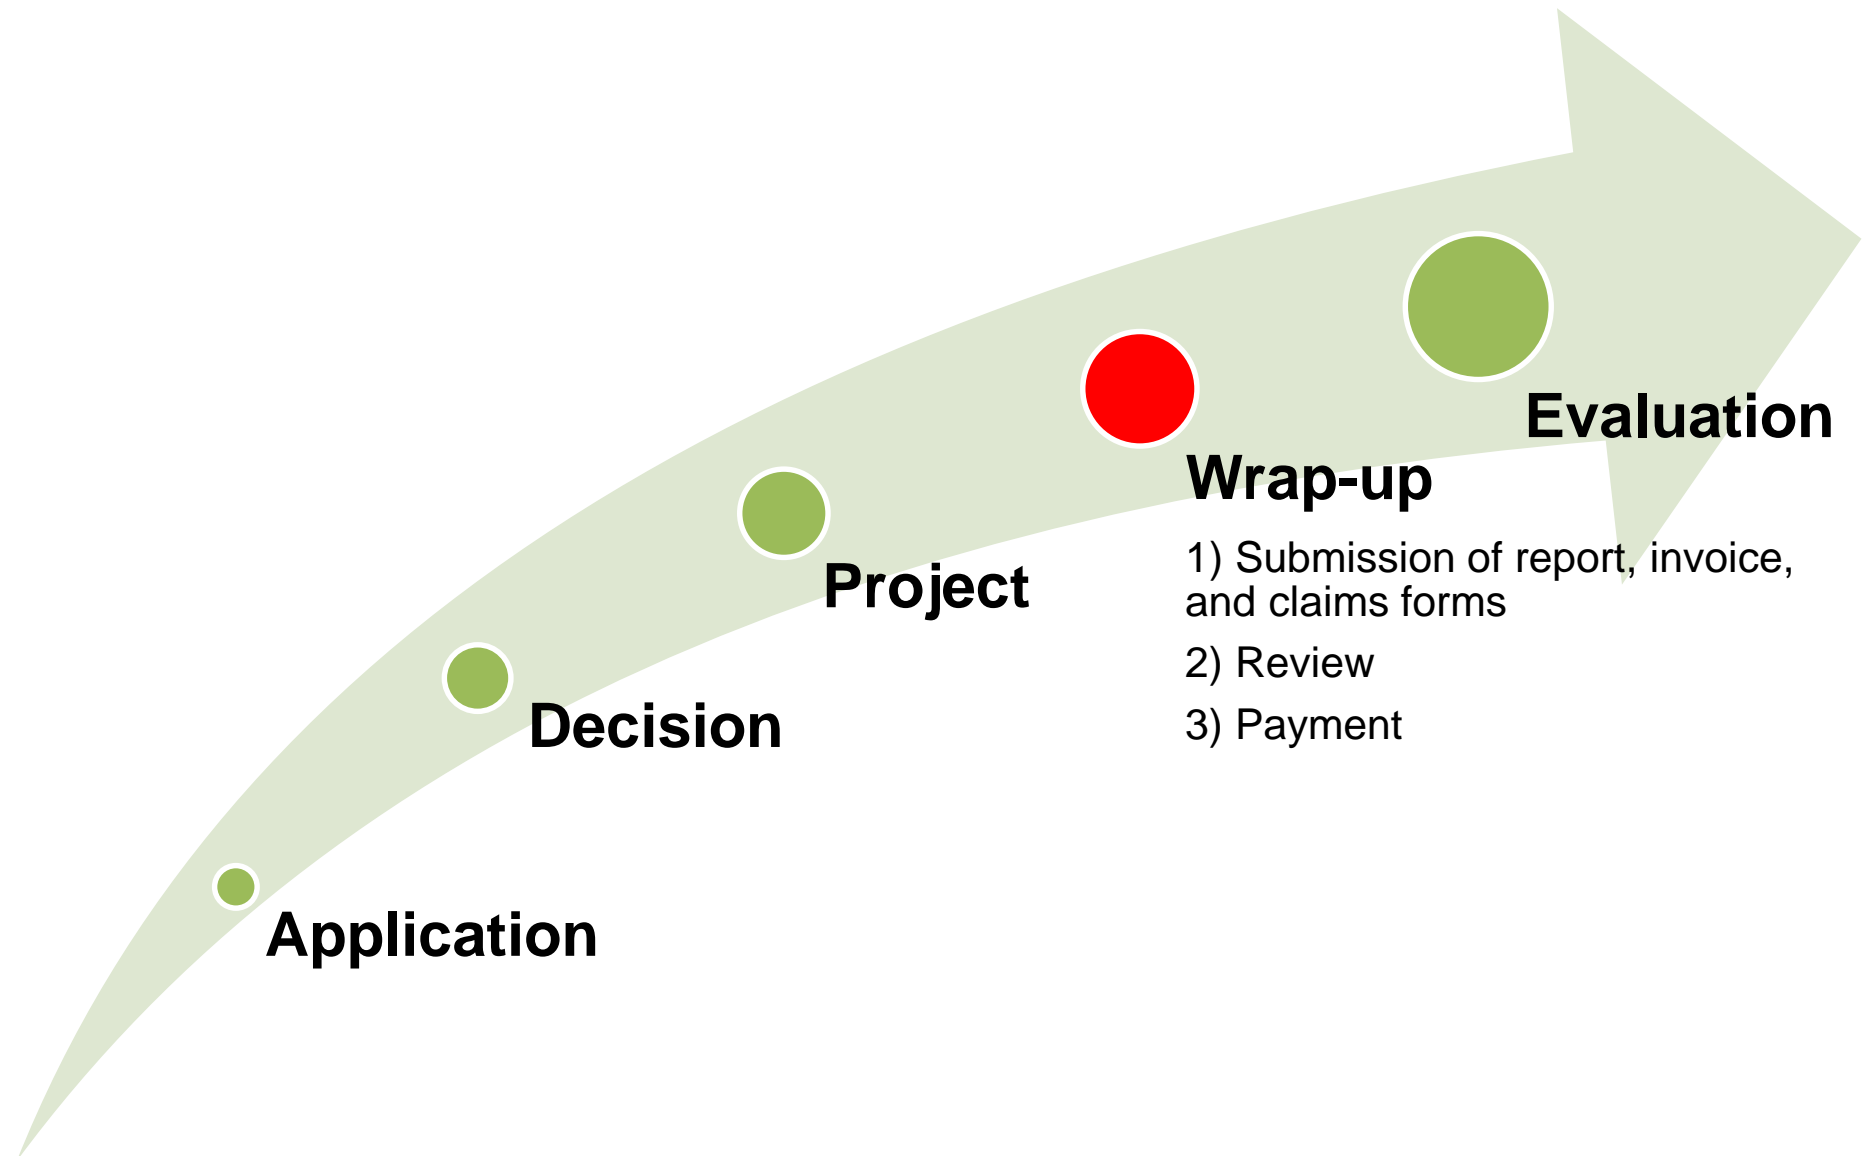 Evaluation
Wrap-up
1) Submission of report, invoice,
and claims forms
2) Review
3) Payment
Project
Decision
Application